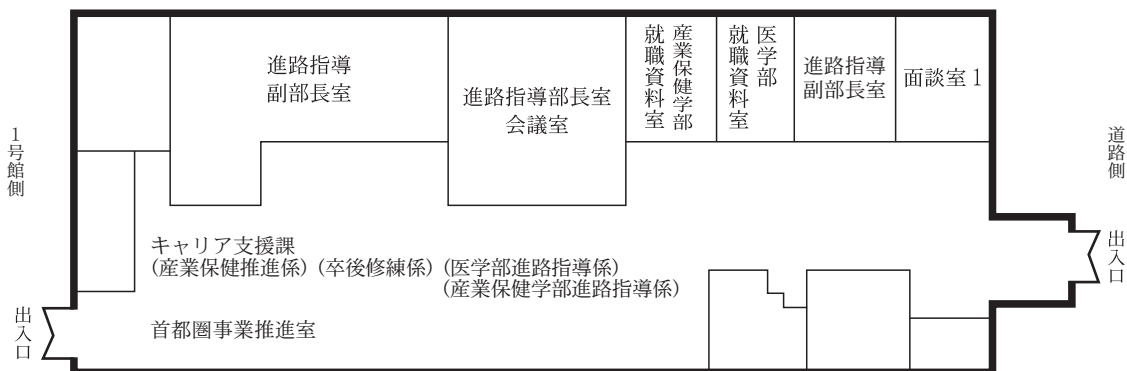 進路指導
副部長室
進路指導部長室
会議室
産業保健学部
就職資料室
医学部
就職資料室
進路指導
副部長室
面談室1
1号館側
道路側
キャリア支援課
(産業保健推進係) (卒後修練係) (医学部進路指導係)
(産業保健学部進路指導係)
出入口
出入口
首都圏事業推進室